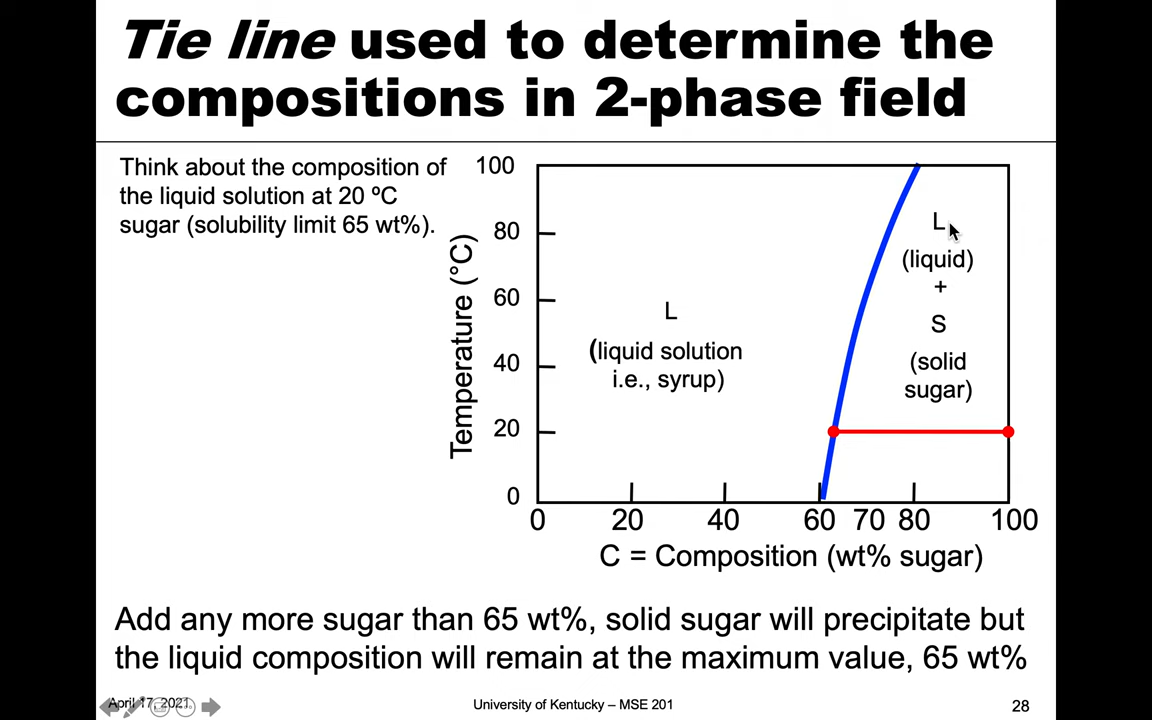 Tie line used to determine the
compositions in 2-phase field
Think about the composition of
the liquid solution at 20 ºC
sugar (solubility limit 65 wt%).
Temperature (°C)
100
80
60
40
20
0
L
(liquid solution
i.e., syrup)
L
(liquid)
+
S
(solid
sugar)
0 20 40 60 70 80 100
C = Composition (wt% sugar)
Add any more sugar than 65 wt%, solid sugar will precipitate but
the liquid composition will remain at the maximum value, 65 wt%
April 17, 2021
University of Kentucky – MSE 201
28